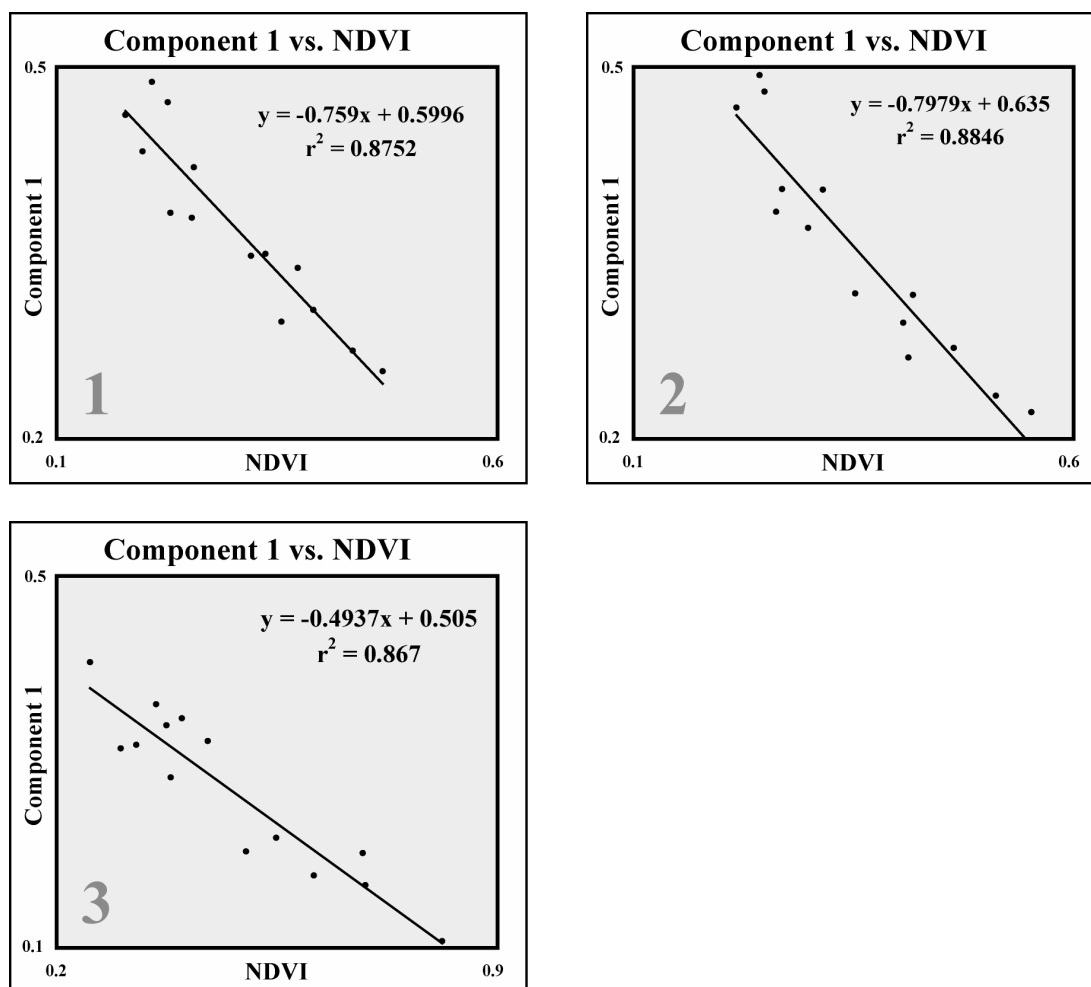 Component 1 vs. NDVI
0.5
y = -0.759x + 0.5996
r² = 0.8752
Component 1
1
0.2
0.1
NDVI
0.6
Component 1 vs. NDVI
0.5
y = -0.7979x + 0.635
r² = 0.8846
Component 1
2
0.2
0.1
NDVI
0.6
Component 1 vs. NDVI
0.5
y = -0.4937x + 0.505
r² = 0.867
Component 1
3
0.1
0.2
NDVI
0.9